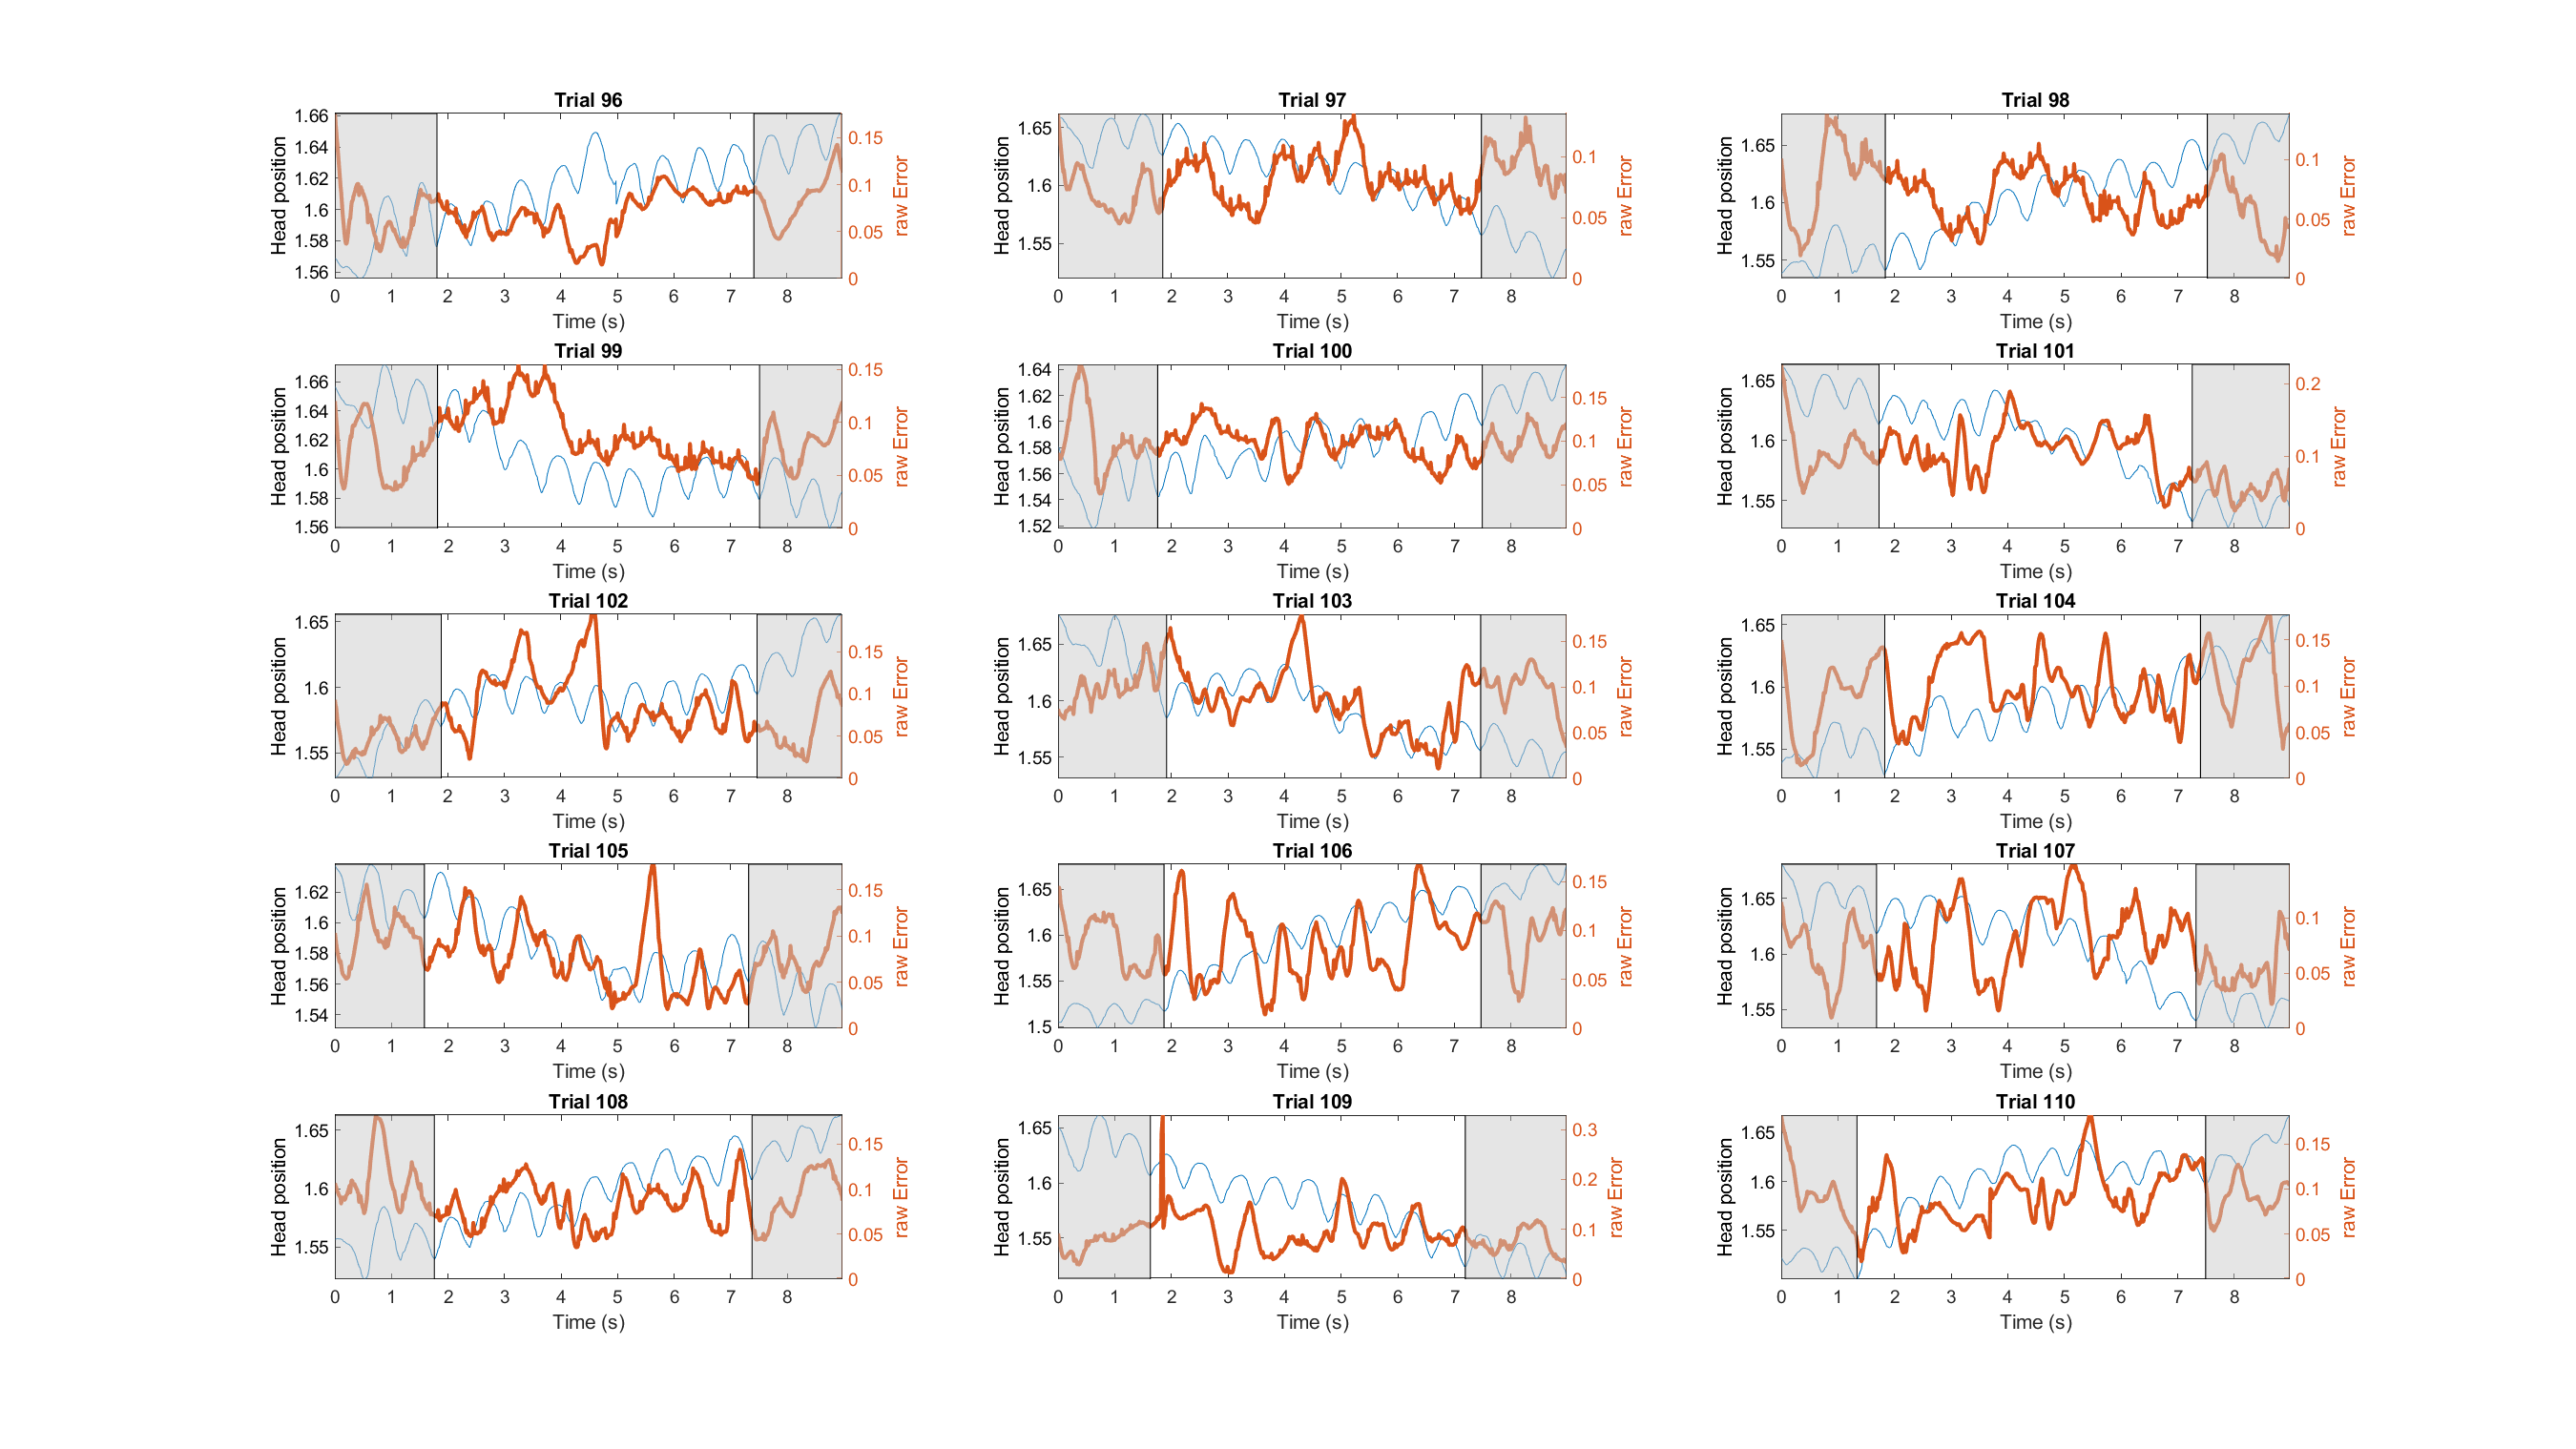 Trial 96
Head position
1.66
1.64
1.62
1.6
1.58
1.56
0.15
0.1
0.05
0
raw Error
0 1 2 3 4 5 6 7 8
Time (s)
Trial 97
Head position
1.65
1.6
1.55
0.1
0.05
0
raw Error
0 1 2 3 4 5 6 7 8
Time (s)
Trial 98
Head position
1.65
1.6
1.55
0.1
0.05
0
raw Error
0 1 2 3 4 5 6 7 8
Time (s)
Trial 99
Head position
1.66
1.64
1.62
1.6
1.58
1.56
0.15
0.1
0.05
0
raw Error
0 1 2 3 4 5 6 7 8
Time (s)
Trial 100
Head position
1.64
1.62
1.6
1.58
1.56
1.54
1.52
0.15
0.1
0.05
0
raw Error
0 1 2 3 4 5 6 7 8
Time (s)
Trial 101
Head position
1.65
1.6
1.55
0.2
0.1
0
raw Error
0 1 2 3 4 5 6 7 8
Time (s)
Trial 102
Head position
1.65
1.6
1.55
0.15
0.1
0.05
0
raw Error
0 1 2 3 4 5 6 7 8
Time (s)
Trial 103
Head position
1.65
1.6
1.55
0.15
0.1
0.05
0
raw Error
0 1 2 3 4 5 6 7 8
Time (s)
Trial 104
Head position
1.65
1.6
1.55
0.15
0.1
0.05
0
raw Error
0 1 2 3 4 5 6 7 8
Time (s)
Trial 105
Head position
1.62
1.6
1.58
1.56
1.54
0.15
0.1
0.05
0
raw Error
0 1 2 3 4 5 6 7 8
Time (s)
Trial 106
Head position
1.65
1.6
1.55
1.5
0.15
0.1
0.05
0
raw Error
0 1 2 3 4 5 6 7 8
Time (s)
Trial 107
Head position
1.65
1.6
1.55
0.1
0.05
0
raw Error
0 1 2 3 4 5 6 7 8
Time (s)
Trial 108
Head position
1.65
1.6
1.55
0.15
0.1
0.05
0
raw Error
0 1 2 3 4 5 6 7 8
Time (s)
Trial 109
Head position
1.65
1.6
1.55
0.3
0.2
0.1
0
raw Error
0 1 2 3 4 5 6 7 8
Time (s)
Trial 110
Head position
1.65
1.6
1.55
0.15
0.1
0.05
0
raw Error
0 1 2 3 4 5 6 7 8
Time (s)